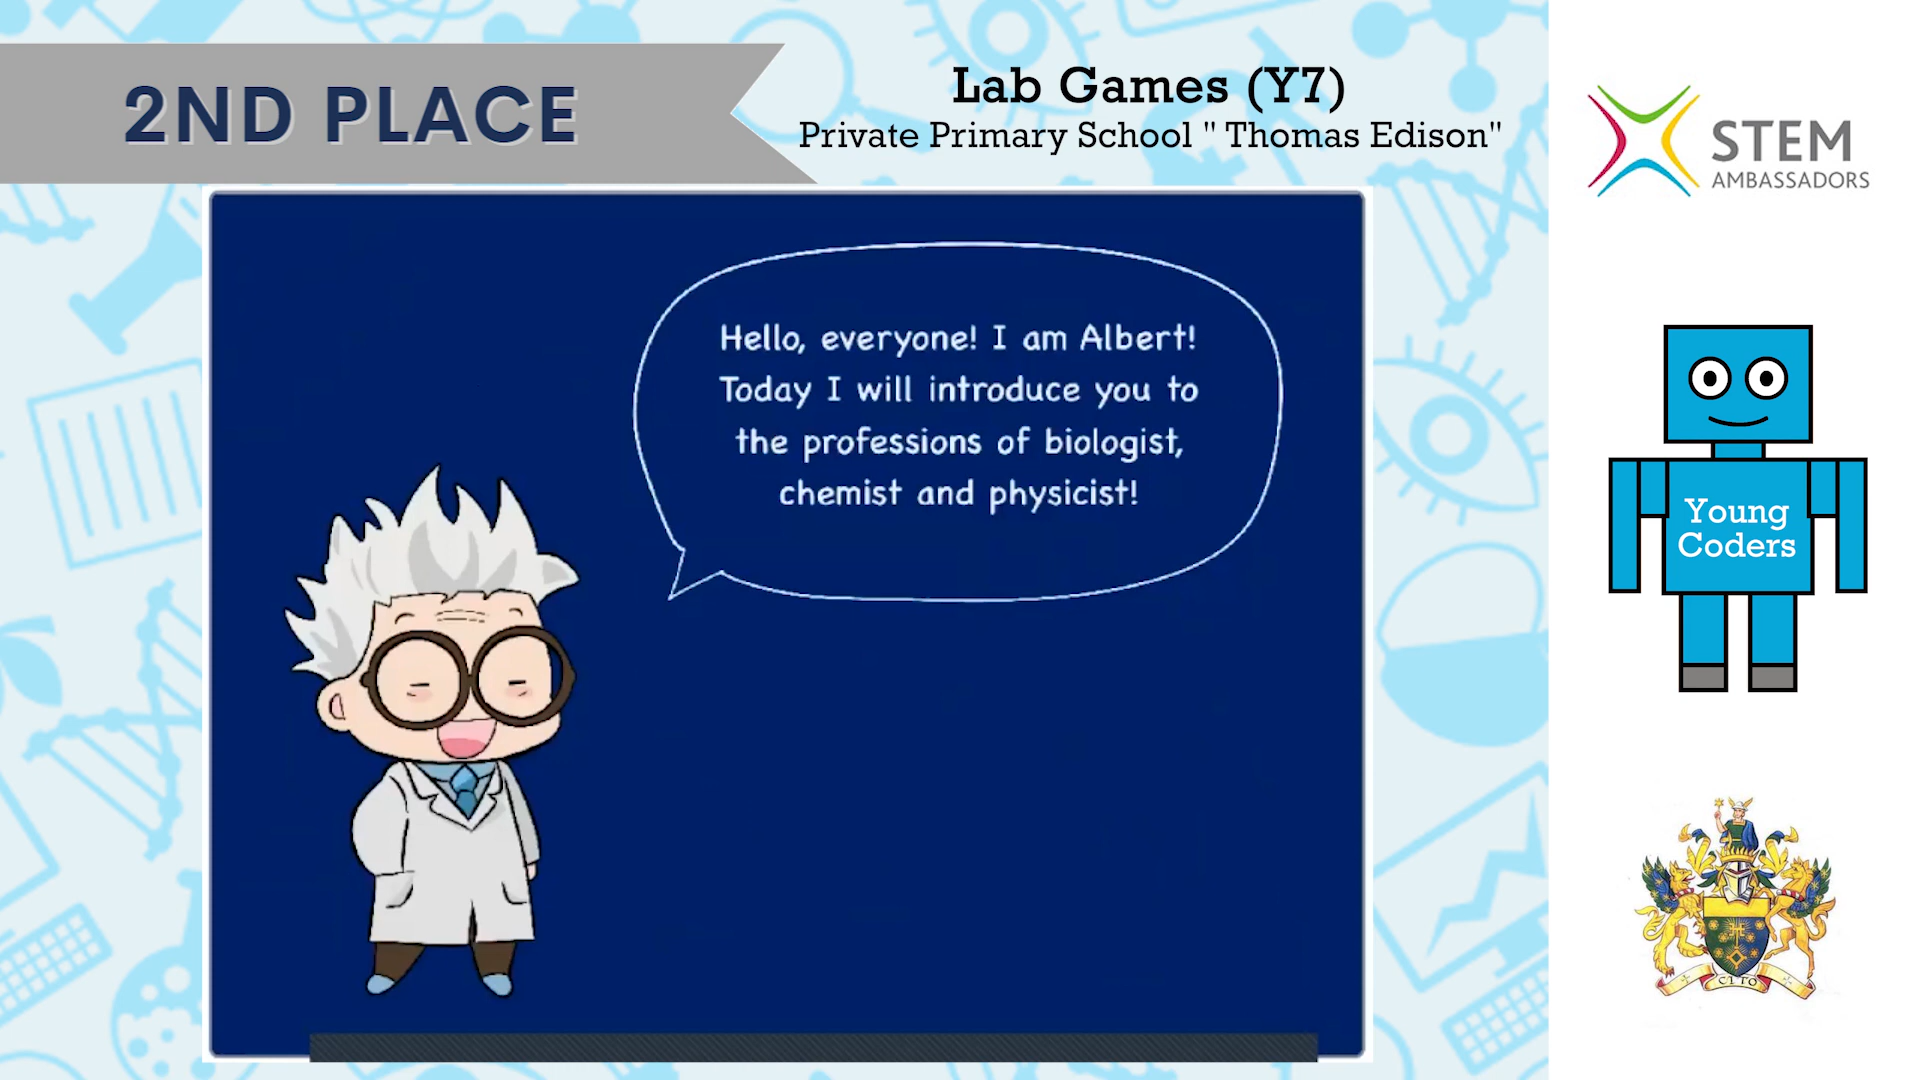 2ND PLACE
Lab Games (Y7)
Private Primary School " Thomas Edison"
STEM
AMBASSADORS
Hello, everyone! I am Albert!
Today I will introduce you to
the professions of biologist,
chemist and physicist!
Young
Coders
CITO